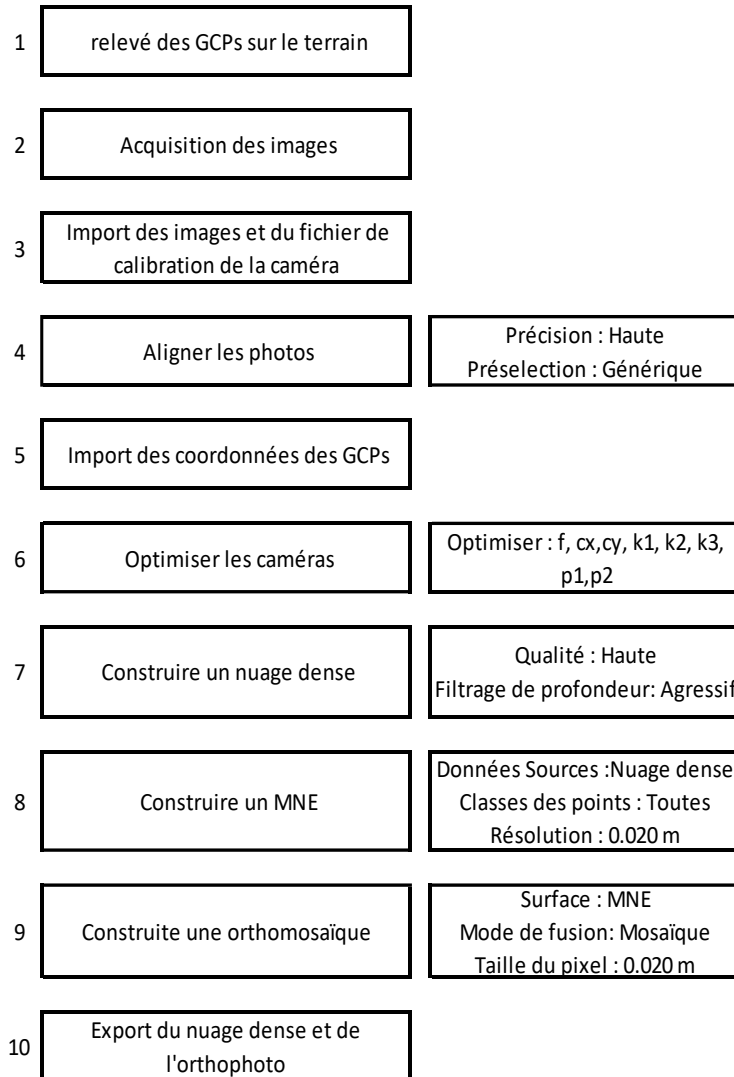 1 relevé des GCPs sur le terrain
2 Acquisition des images
3 Import des images et du fichier de
calibration de la caméra
4 Aligner les photos
Précision : Haute
Préselection : Générique
5 Import des coordonnées des GCPs
6 Optimiser les caméras
Optimiser : f, cx,cy, k1, k2, k3,
p1,p2
7 Construire un nuage dense
Qualité : Haute
Filtrage de profondeur: Agressif
8 Construire un MNE
Données Sources :Nuage dense
Classes des points : Toutes
Résolution : 0.020 m
9 Construite une orthomosaïque
Surface : MNE
Mode de fusion: Mosaïque
Taille du pixel : 0.020 m
10 Export du nuage dense et de
l'orthophoto